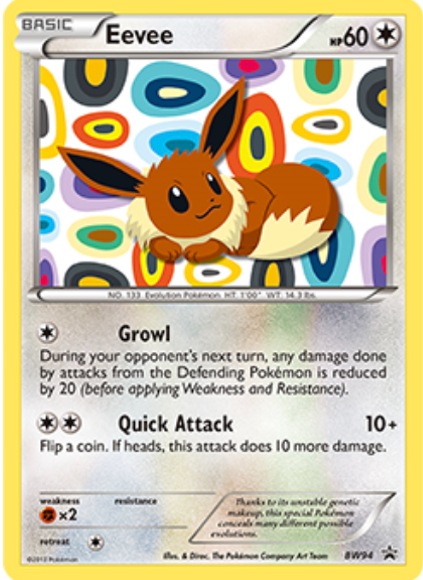 BASIC Eevee HP60
NO. 133 Evolution Pokémon HT: 1'00" WT: 14.3 lbs.
Growl
During your opponent's next turn, any damage done
by attacks from the Defending Pokémon is reduced
by 20 (before applying Weakness and Resistance).
Quick Attack 10+
Flip a coin. If heads, this attack does 10 more damage.
weakness resistance
×2
retreat
Thanks to its unstable genetic
makeup, this special Pokémon
conceals many different possible
evolutions.
©2013 Pokémon Illus. & Direc. The Pokémon Company Art Team BW94